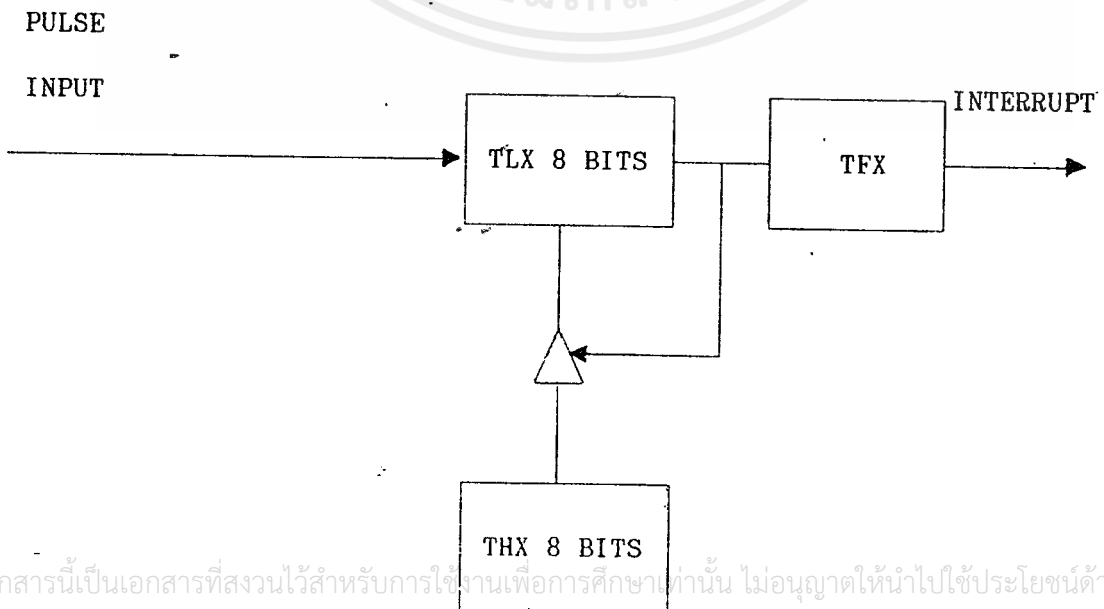 PULSE
INPUT
INTERRUPT
TLX 8 BITS
TFX
THX 8 BITS
กสารนี้เป็นเอกสารที่สงวนไว้สำหรับการใช้งานเพื่อการศึกษาเท่านั้น ไม่อนุญาตให้นำไปใช้ประโยชน์ด้า